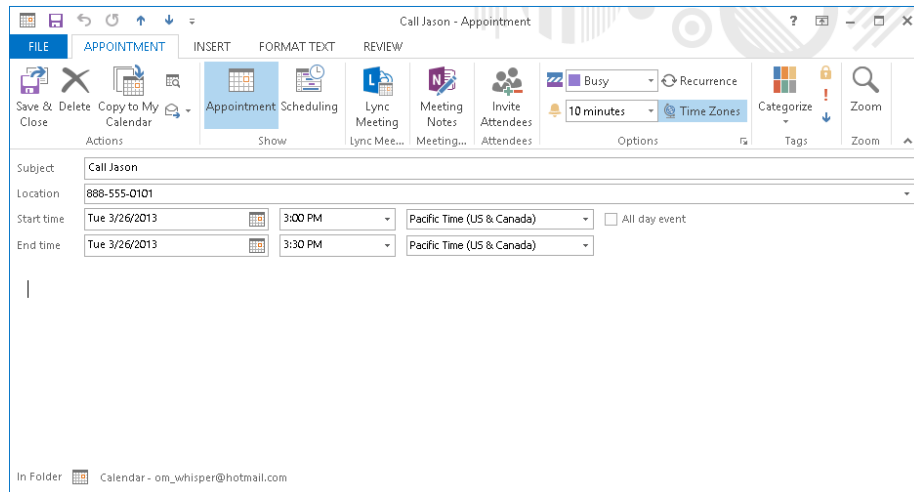 Call Jason - Appointment
?
FILE APPOINTMENT INSERT FORMAT TEXT REVIEW
Save & Close
Delete
Copy to My Calendar
Actions
Appointment
Scheduling
Show
Lync Meeting
Lync Mee...
Meeting Notes
Meeting...
Invite Attendees
Attendees
Busy
10 minutes
Recurrence
Time Zones
Options
Categorize
Tags
Zoom
Zoom
Subject Call Jason
Location 888-555-0101
Start time Tue 3/26/2013 3:00 PM Pacific Time (US & Canada) All day event
End time Tue 3/26/2013 3:30 PM Pacific Time (US & Canada)
In Folder Calendar - om_whisper@hotmail.com